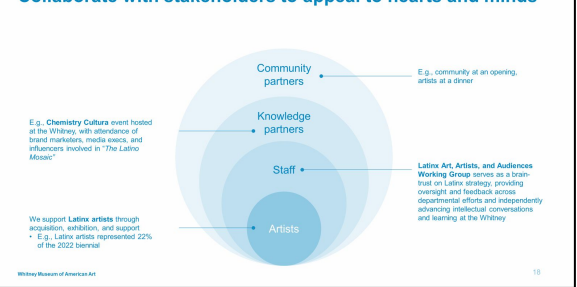 Collaborate with stakeholders to appeal to hearts and minds
Community
partners
E.g., community at an opening,
artists at a dinner
Knowledge
partners
E.g., Chemistry Cultura event hosted
at the Whitney, with attendance of
brand marketers, media execs, and
influencers involved in "The Latino
Mosaic"
Staff
Latinx Art, Artists, and Audiences
Working Group serves as a brain-
trust on Latinx strategy, providing
oversight and feedback across
departmental efforts and independently
advancing intellectual conversations
and learning at the Whitney
Artists
We support Latinx artists through
acquisition, exhibition, and support
• E.g., Latinx artists represented 22%
of the 2022 biennial
Whitney Museum of American Art
18